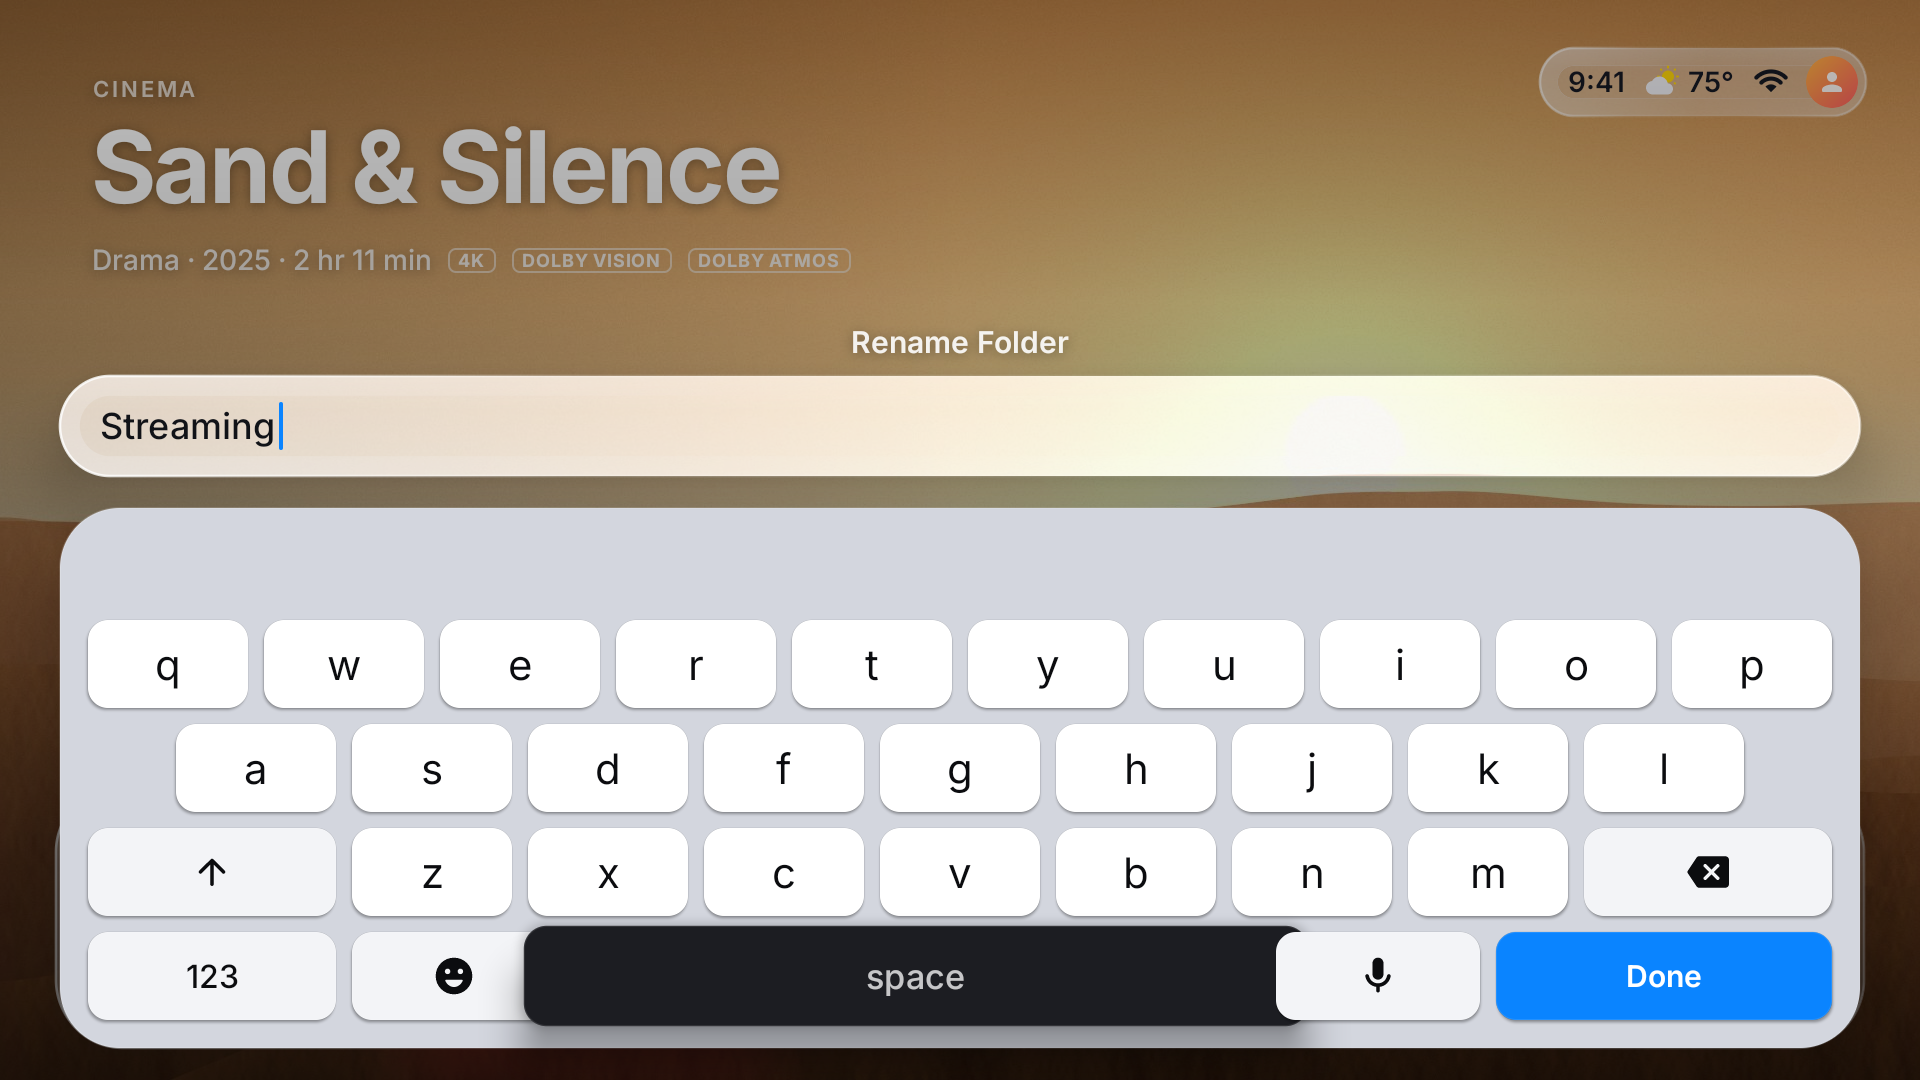 CINEMA
9:41 75°
Sand & Silence
Drama · 2025 · 2 hr 11 min 4K DOLBY VISION DOLBY ATMOS
Rename Folder
Streaming
q w e r t y u i o p
a s d f g h j k l
z x c v b n m
123 space Done